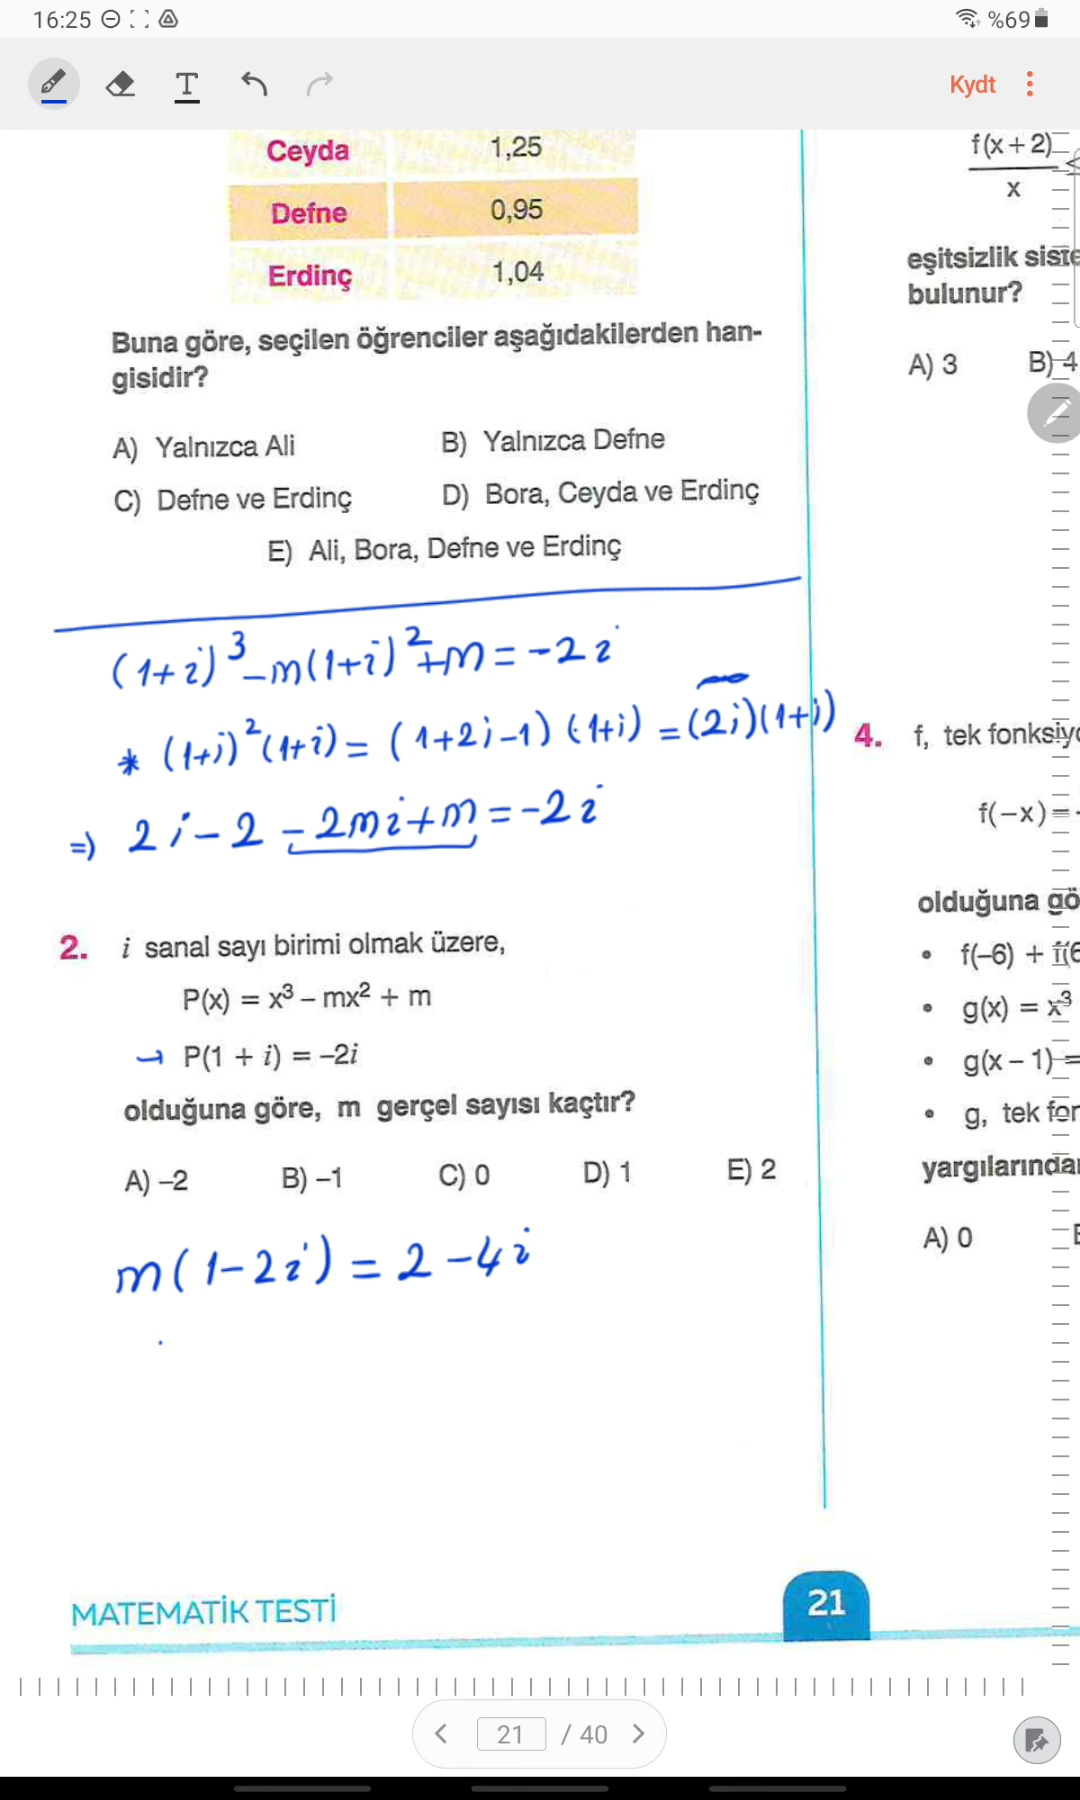 16:25 %69
T Kydt
Ceyda 1,25
Defne 0,95
Erdinç 1,04
Buna göre, seçilen öğrenciler aşağıdakilerden han-
gisidir?
A) Yalnızca Ali B) Yalnızca Defne
C) Defne ve Erdinç D) Bora, Ceyda ve Erdinç
E) Ali, Bora, Defne ve Erdinç
(1+i)³-m(1+i)²+m=-2i
* (1+i)²(1+i)=(1+2i-1)(1+i)=(2i)(1+i)
⇒ 2i-2-2mi+m=-2i
2. i sanal sayı birimi olmak üzere,
P(x) = x³ – mx² + m
→ P(1 + i) = –2i
olduğuna göre, m gerçel sayısı kaçtır?
A) –2 B) –1 C) 0 D) 1 E) 2
m(1-2i)=2-4i
MATEMATİK TESTİ
21
f(x+2)
x
eşitsizlik siste
bulunur?
A) 3 B) 4
4. f, tek fonksiyo
f(–x) =
olduğuna gö
• f(–6) + f(6
• g(x) = x³
• g(x – 1) =
• g, tek for
yargılarında
A) 0
21 / 40